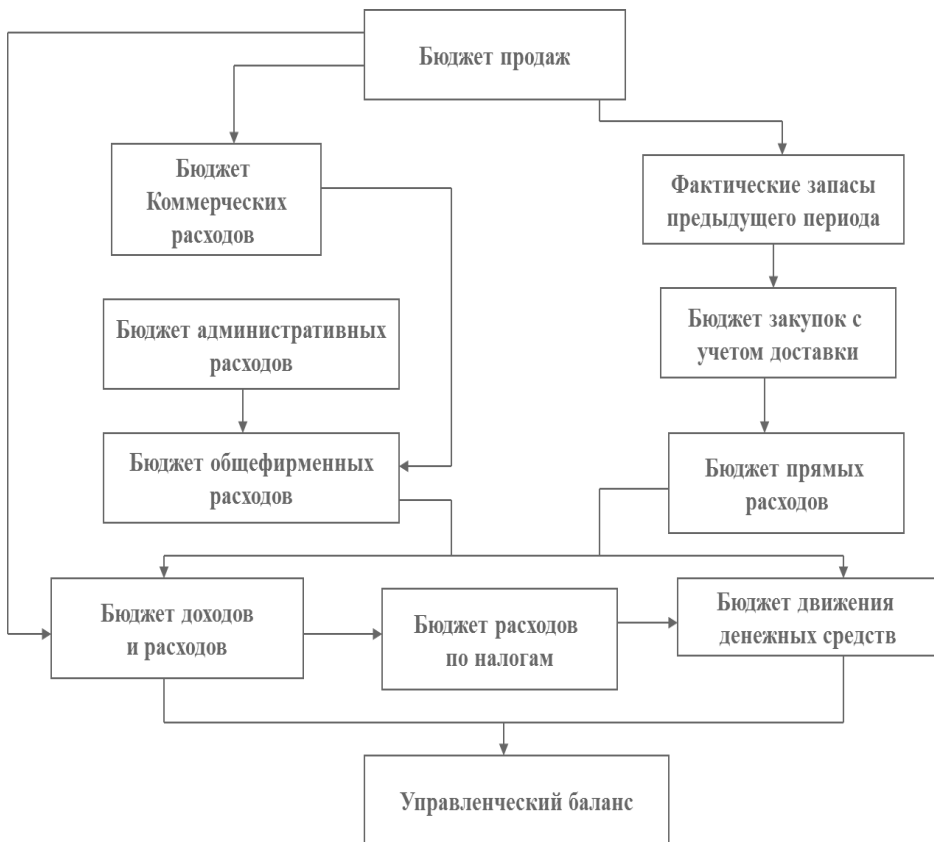 Бюджет продаж
Бюджет
Коммерческих
расходов
Фактические запасы
предыдущего периода
Бюджет закупок с
учетом доставки
Бюджет административных
расходов
Бюджет общефирменных
расходов
Бюджет прямых
расходов
Бюджет доходов
и расходов
Бюджет расходов
по налогам
Бюджет движения
денежных средств
Управленческий баланс